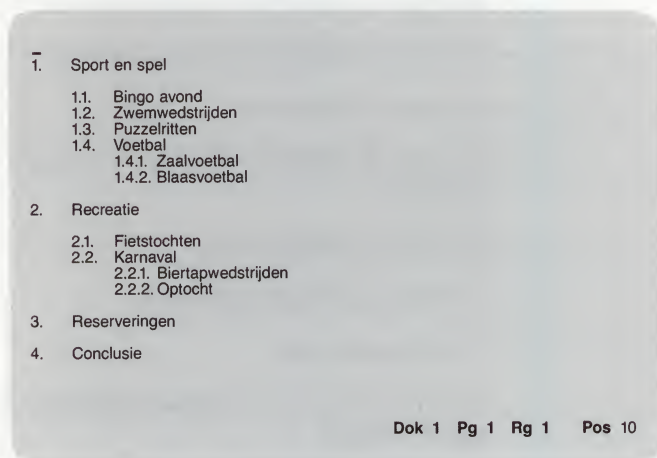 1. Sport en spel
1.1. Bingo avond
1.2. Zwemwedstrijden
1.3. Puzzelritten
1.4. Voetbal
1.4.1. Zaalvoetbal
1.4.2. Blaasvoetbal
2. Recreatie
2.1. Fietstochten
2.2. Karnaval
2.2.1. Biertapwedstrijden
2.2.2. Optocht
3. Reserveringen
4. Conclusie
Dok 1 Pg 1 Rg 1 Pos 10